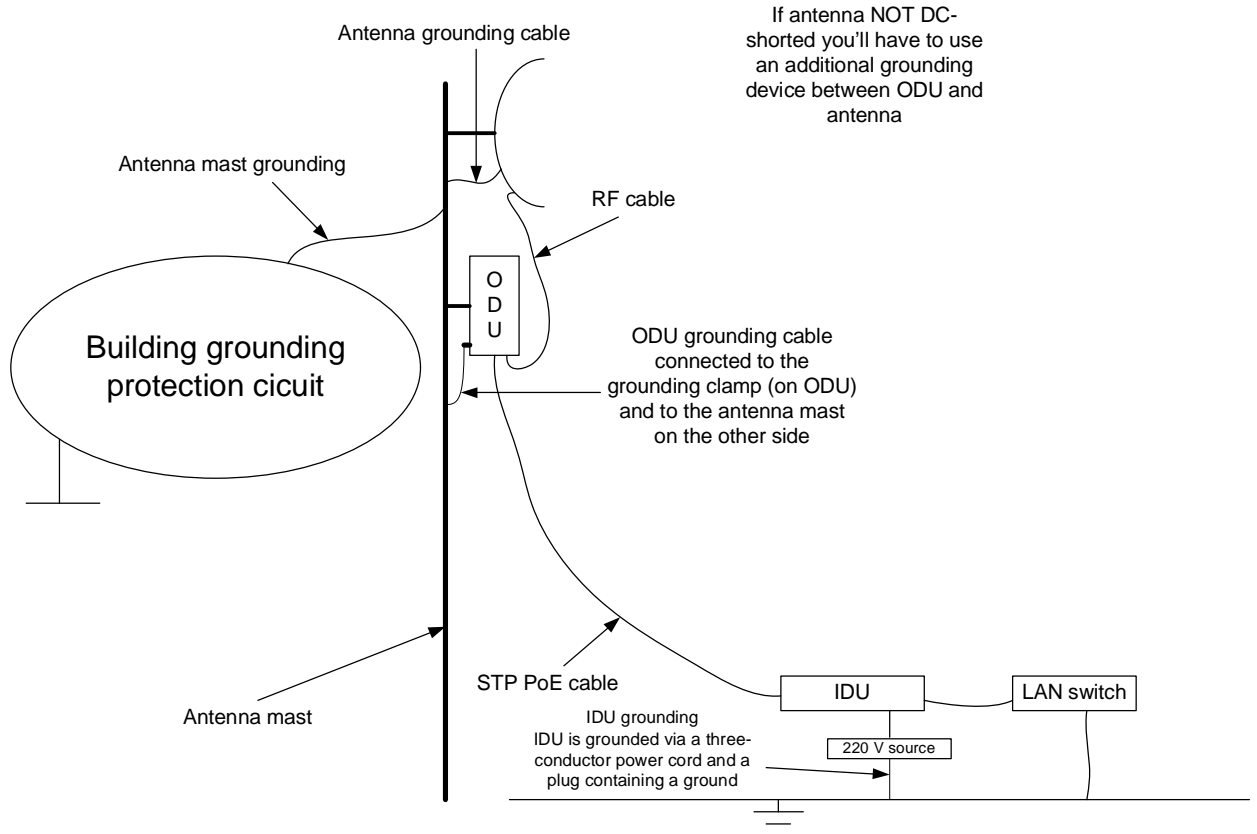 If antenna NOT DC-
shorted you'll have to use
an additional grounding
device between ODU and
antenna
Antenna grounding cable
Antenna mast grounding
RF cable
O
D
U
Building grounding
protection cicuit
ODU grounding cable
connected to the
grounding clamp (on ODU)
and to the antenna mast
on the other side
STP PoE cable
IDU
LAN switch
Antenna mast
IDU grounding
IDU is grounded via a three-
conductor power cord and a
plug containing a ground
220 V source